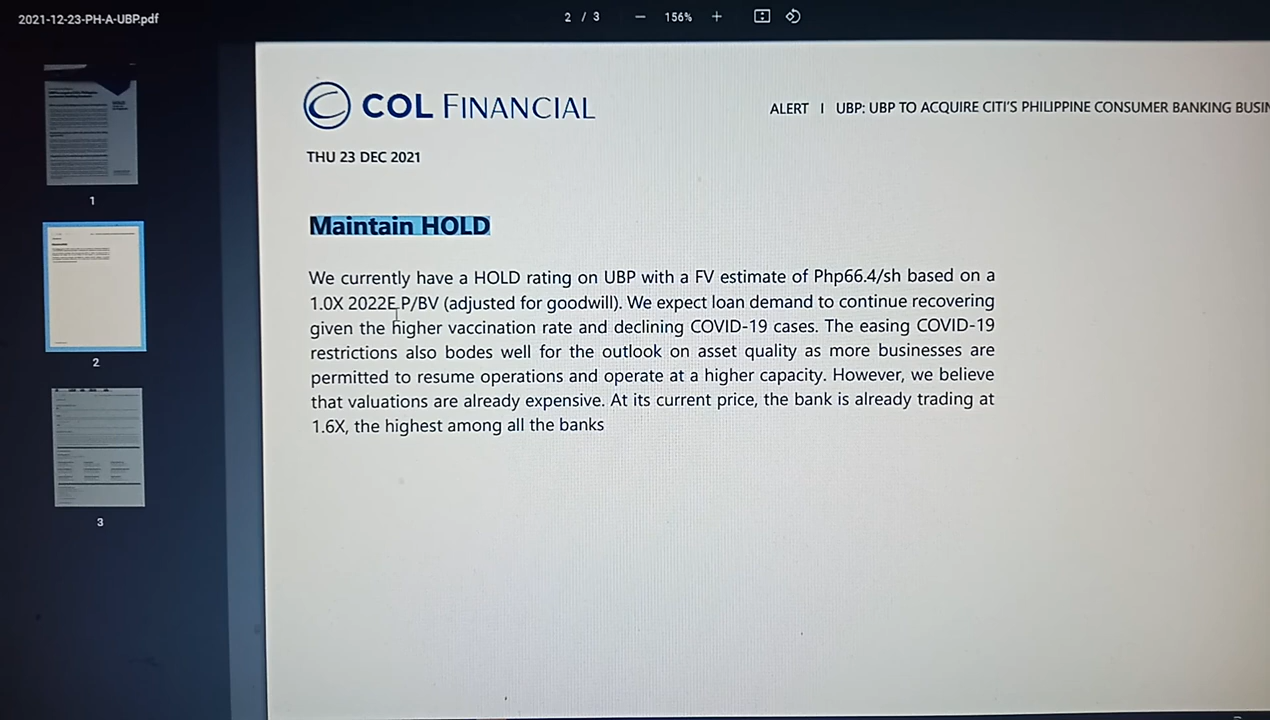 2021-12-23-PH-A-UBP.pdf
2 / 3 — 156% +
COL FINANCIAL
ALERT | UBP: UBP TO ACQUIRE CITI'S PHILIPPINE CONSUMER BANKING BUSIN
THU 23 DEC 2021
Maintain HOLD
We currently have a HOLD rating on UBP with a FV estimate of Php66.4/sh based on a
1.0X 2022E P/BV (adjusted for goodwill). We expect loan demand to continue recovering
given the higher vaccination rate and declining COVID-19 cases. The easing COVID-19
restrictions also bodes well for the outlook on asset quality as more businesses are
permitted to resume operations and operate at a higher capacity. However, we believe
that valuations are already expensive. At its current price, the bank is already trading at
1.6X, the highest among all the banks
1
2
3